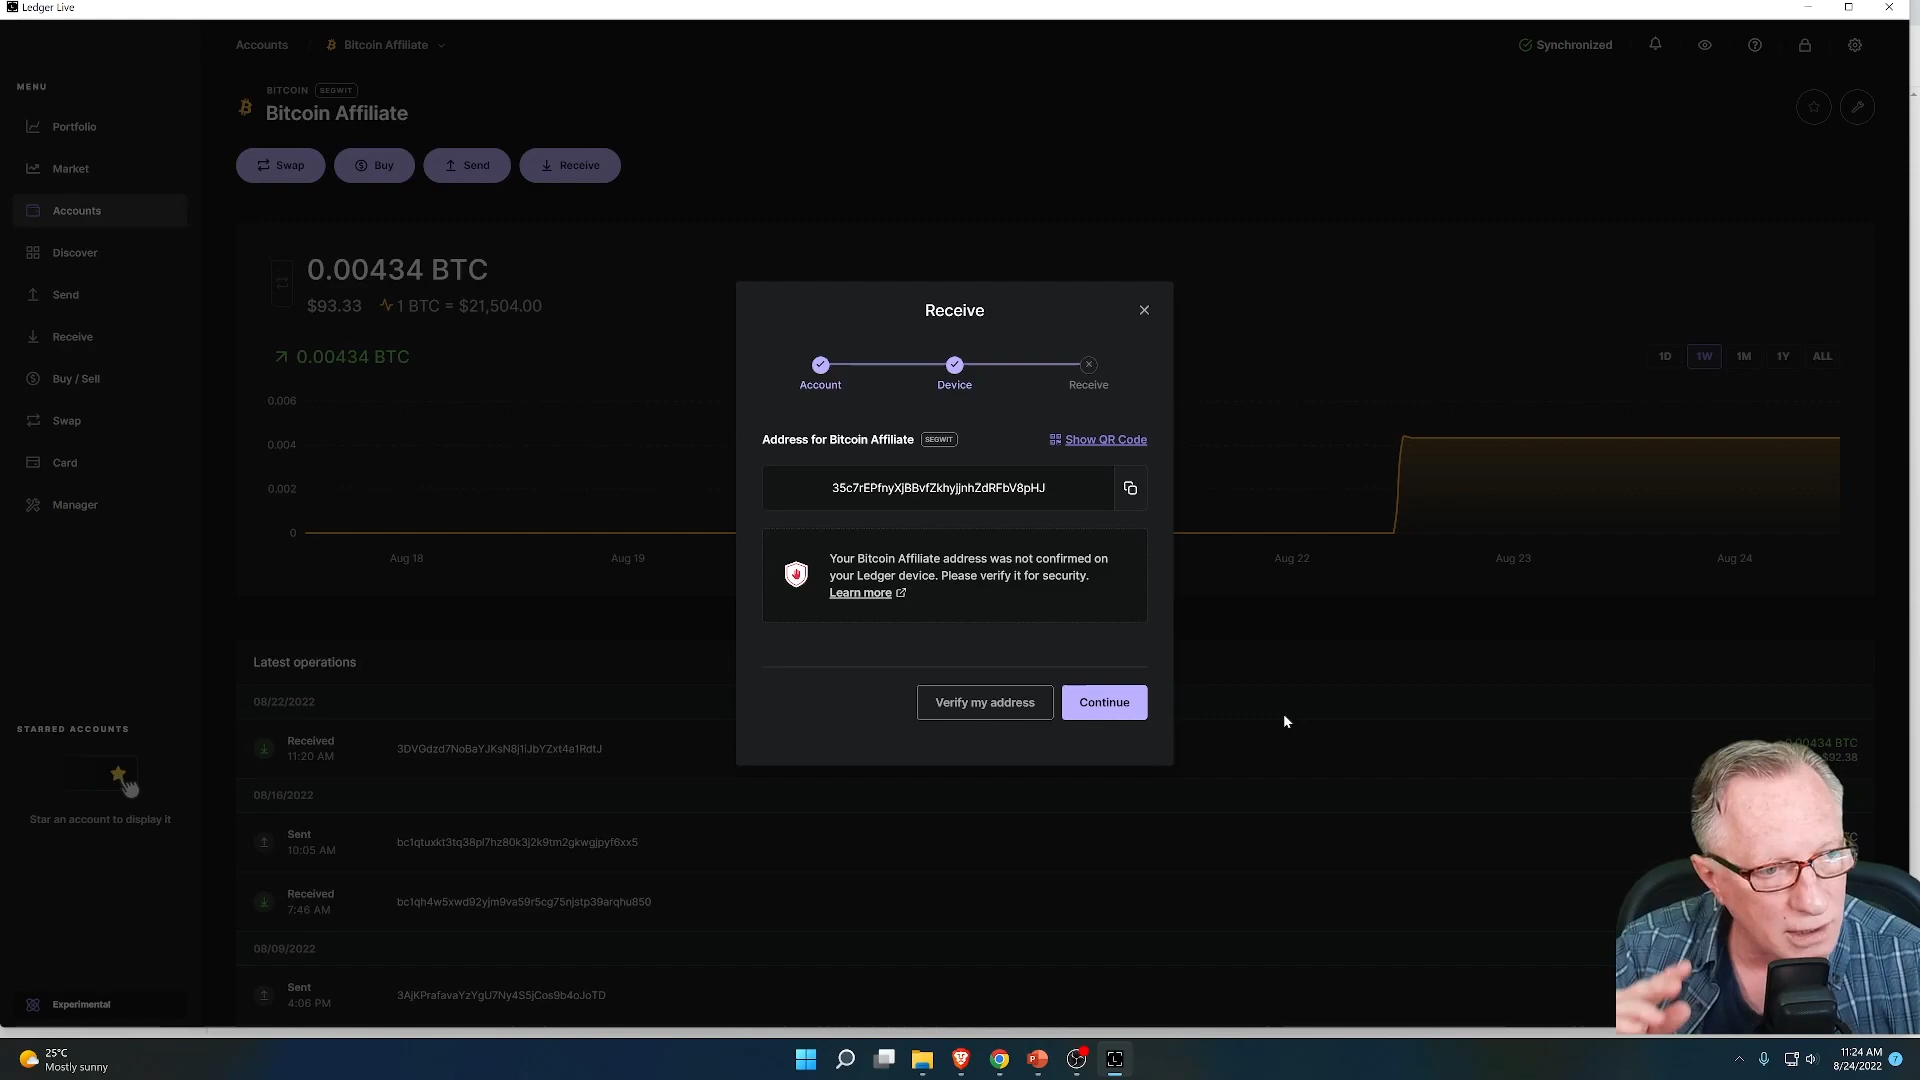 Ledger Live
Accounts / Bitcoin Affiliate
Synchronized
MENU
Portfolio
Market
Accounts
Discover
Send
Receive
Buy / Sell
Swap
Card
Manager
STARRED ACCOUNTS
Star an account to display it
Experimental
BITCOIN SEGWIT
Bitcoin Affiliate
Swap Buy Send Receive
0.00434 BTC
$93.33 1 BTC = $21,504.00
0.00434 BTC
1D 1W 1M 1Y ALL
0.006
0.004
0.002
0
Aug 18 Aug 19 Aug 22 Aug 23 Aug 24
Receive
Account Device Receive
Address for Bitcoin Affiliate SEGWIT Show QR Code
35c7rEPfnyXjBBvfZkhyjjnhZdRFbV8pHJ
Your Bitcoin Affiliate address was not confirmed on
your Ledger device. Please verify it for security.
Learn more
Verify my address Continue
Latest operations
08/22/2022
Received
11:20 AM
3DVGdzd7NoBaYJKsN8j1iJbYZxt4a1RdtJ
0.00434 BTC
$92.38
08/16/2022
Sent
10:05 AM
bc1qtuxkt3tq38pl7hz80k3j2k9tm2gkwgjpyf6xx5
Received
7:46 AM
bc1qh4w5xwd92yjm9va59r5cg75njstp39arqhu850
08/09/2022
Sent
4:06 PM
3AjKPrafavaYzYgU7Ny4S5jCos9b4oJoTD
25°C
Mostly sunny
11:24 AM
8/24/2022
7